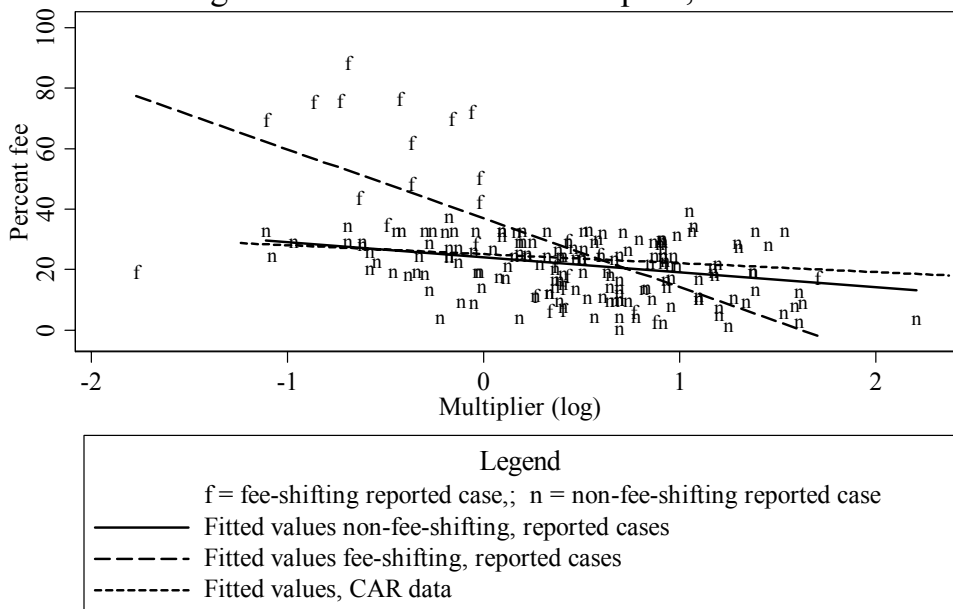 100
80
60
40
20
0
Percent fee
-2 -1 0 1 2
Multiplier (log)
Legend
f = fee-shifting reported case,; n = non-fee-shifting reported case
Fitted values non-fee-shifting, reported cases
Fitted values fee-shifting, reported cases
Fitted values, CAR data